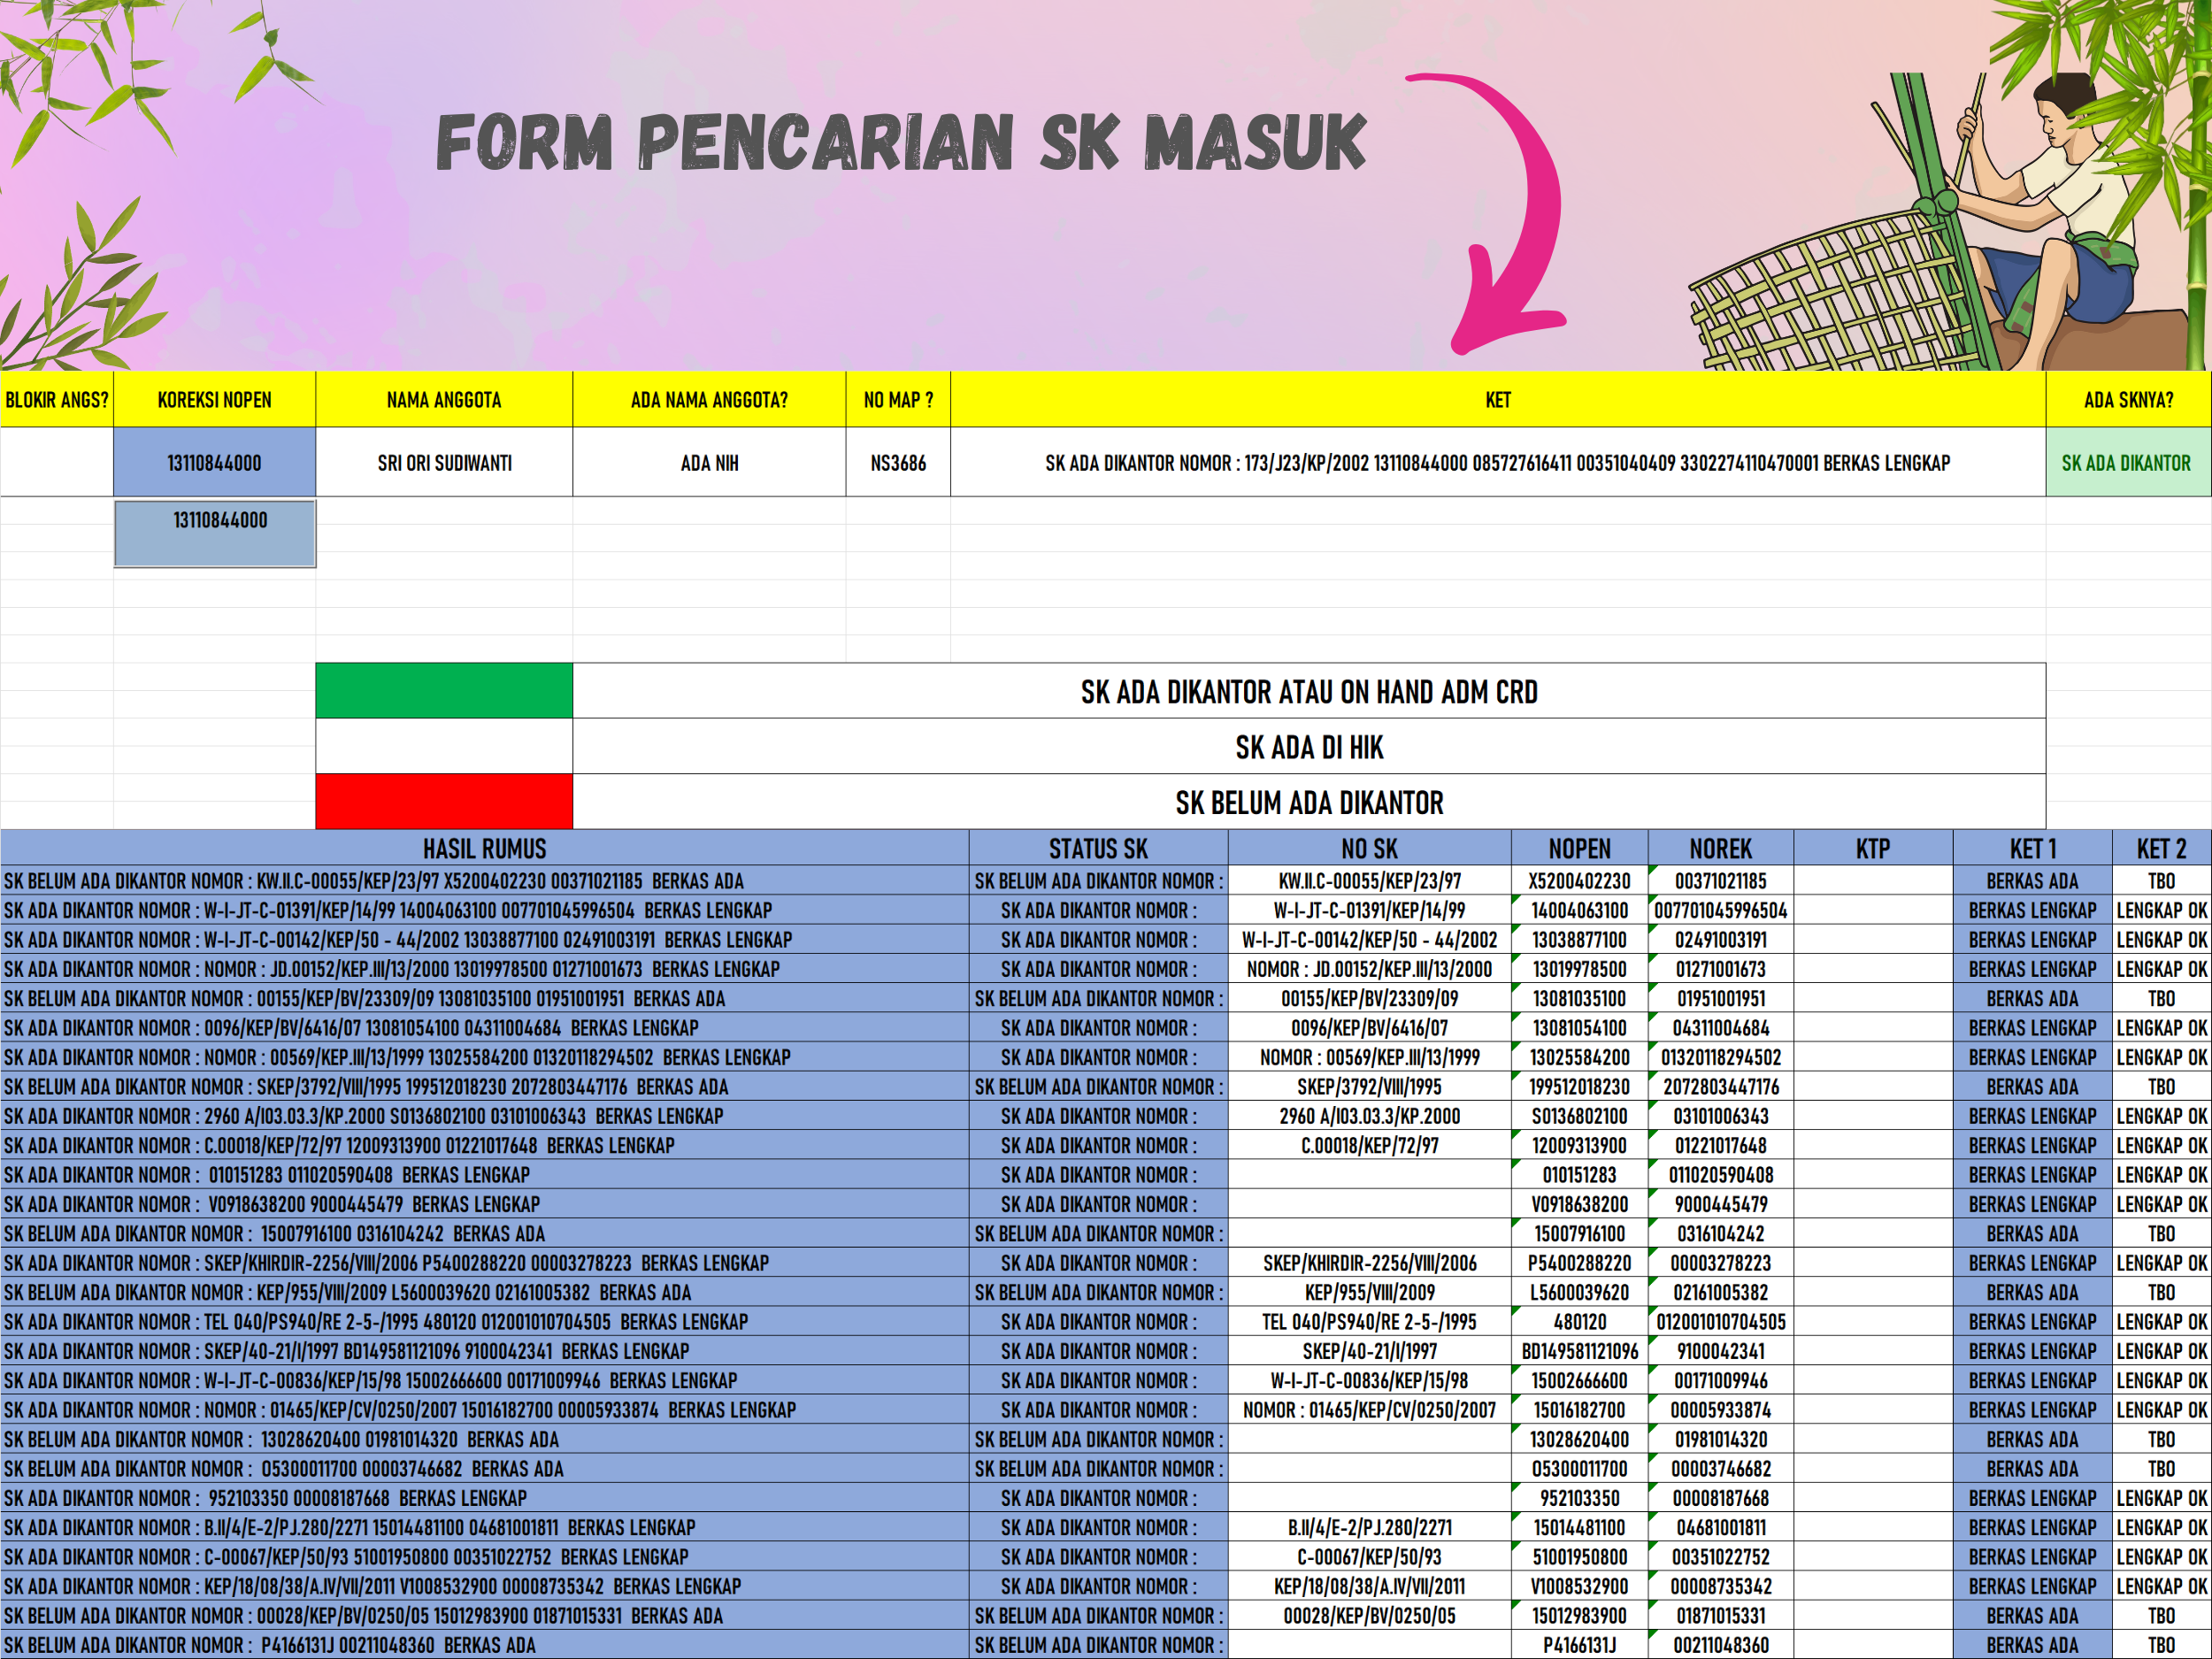 FORM PENCARIAN SK MASUK
BLOKIR ANGS? KOREKSI NOPEN NAMA ANGGOTA ADA NAMA ANGGOTA? NO MAP ? KET ADA SKNYA?
13110844000 SRI ORI SUDIWANTI ADA NIH NS3686 SK ADA DIKANTOR NOMOR : 173/J23/KP/2002 13110844000 085727616411 00351040409 3302274110470001 BERKAS LENGKAP SK ADA DIKANTOR
13110844000
SK ADA DIKANTOR ATAU ON HAND ADM CRD
SK ADA DI HIK
SK BELUM ADA DIKANTOR
HASIL RUMUS STATUS SK NO SK NOPEN NOREK KTP KET 1 KET 2
SK BELUM ADA DIKANTOR NOMOR : KW.II.C-00055/KEP/23/97 X5200402230 00371021185 BERKAS ADA SK BELUM ADA DIKANTOR NOMOR : KW.II.C-00055/KEP/23/97 X5200402230 00371021185 BERKAS ADA TBO
SK ADA DIKANTOR NOMOR : W-I-JT-C-01391/KEP/14/99 14004063100 007701045996504 BERKAS LENGKAP SK ADA DIKANTOR NOMOR : W-I-JT-C-01391/KEP/14/99 14004063100 007701045996504 BERKAS LENGKAP LENGKAP OK
SK ADA DIKANTOR NOMOR : W-I-JT-C-00142/KEP/50 - 44/2002 13038877100 02491003191 BERKAS LENGKAP SK ADA DIKANTOR NOMOR : W-I-JT-C-00142/KEP/50 - 44/2002 13038877100 02491003191 BERKAS LENGKAP LENGKAP OK
SK ADA DIKANTOR NOMOR : NOMOR : JD.00152/KEP.III/13/2000 13019978500 01271001673 BERKAS LENGKAP SK ADA DIKANTOR NOMOR : NOMOR : JD.00152/KEP.III/13/2000 13019978500 01271001673 BERKAS LENGKAP LENGKAP OK
SK BELUM ADA DIKANTOR NOMOR : 00155/KEP/BV/23309/09 13081035100 01951001951 BERKAS ADA SK BELUM ADA DIKANTOR NOMOR : 00155/KEP/BV/23309/09 13081035100 01951001951 BERKAS ADA TBO
SK ADA DIKANTOR NOMOR : 0096/KEP/BV/6416/07 13081054100 04311004684 BERKAS LENGKAP SK ADA DIKANTOR NOMOR : 0096/KEP/BV/6416/07 13081054100 04311004684 BERKAS LENGKAP LENGKAP OK
SK ADA DIKANTOR NOMOR : NOMOR : 00569/KEP.III/13/1999 13025584200 01320118294502 BERKAS LENGKAP SK ADA DIKANTOR NOMOR : NOMOR : 00569/KEP.III/13/1999 13025584200 01320118294502 BERKAS LENGKAP LENGKAP OK
SK BELUM ADA DIKANTOR NOMOR : SKEP/3792/VIII/1995 199512018230 2072803447176 BERKAS ADA SK BELUM ADA DIKANTOR NOMOR : SKEP/3792/VIII/1995 199512018230 2072803447176 BERKAS ADA TBO
SK ADA DIKANTOR NOMOR : 2960 A/I03.03.3/KP.2000 S0136802100 03101006343 BERKAS LENGKAP SK ADA DIKANTOR NOMOR : 2960 A/I03.03.3/KP.2000 S0136802100 03101006343 BERKAS LENGKAP LENGKAP OK
SK ADA DIKANTOR NOMOR : C.00018/KEP/72/97 12009313900 01221017648 BERKAS LENGKAP SK ADA DIKANTOR NOMOR : C.00018/KEP/72/97 12009313900 01221017648 BERKAS LENGKAP LENGKAP OK
SK ADA DIKANTOR NOMOR : 010151283 011020590408 BERKAS LENGKAP SK ADA DIKANTOR NOMOR : 010151283 011020590408 BERKAS LENGKAP LENGKAP OK
SK ADA DIKANTOR NOMOR : V0918638200 9000445479 BERKAS LENGKAP SK ADA DIKANTOR NOMOR : V0918638200 9000445479 BERKAS LENGKAP LENGKAP OK
SK BELUM ADA DIKANTOR NOMOR : 15007916100 0316104242 BERKAS ADA SK BELUM ADA DIKANTOR NOMOR : 15007916100 0316104242 BERKAS ADA TBO
SK ADA DIKANTOR NOMOR : SKEP/KHIRDIR-2256/VIII/2006 P5400288220 00003278223 BERKAS LENGKAP SK ADA DIKANTOR NOMOR : SKEP/KHIRDIR-2256/VIII/2006 P5400288220 00003278223 BERKAS LENGKAP LENGKAP OK
SK BELUM ADA DIKANTOR NOMOR : KEP/955/VIII/2009 L5600039620 02161005382 BERKAS ADA SK BELUM ADA DIKANTOR NOMOR : KEP/955/VIII/2009 L5600039620 02161005382 BERKAS ADA TBO
SK ADA DIKANTOR NOMOR : TEL 040/PS940/RE 2-5-/1995 480120 012001010704505 BERKAS LENGKAP SK ADA DIKANTOR NOMOR : TEL 040/PS940/RE 2-5-/1995 480120 012001010704505 BERKAS LENGKAP LENGKAP OK
SK ADA DIKANTOR NOMOR : SKEP/40-21/I/1997 BD149581121096 9100042341 BERKAS LENGKAP SK ADA DIKANTOR NOMOR : SKEP/40-21/I/1997 BD149581121096 9100042341 BERKAS LENGKAP LENGKAP OK
SK ADA DIKANTOR NOMOR : W-I-JT-C-00836/KEP/15/98 15002666600 00171009946 BERKAS LENGKAP SK ADA DIKANTOR NOMOR : W-I-JT-C-00836/KEP/15/98 15002666600 00171009946 BERKAS LENGKAP LENGKAP OK
SK ADA DIKANTOR NOMOR : NOMOR : 01465/KEP/CV/0250/2007 15016182700 00005933874 BERKAS LENGKAP SK ADA DIKANTOR NOMOR : NOMOR : 01465/KEP/CV/0250/2007 15016182700 00005933874 BERKAS LENGKAP LENGKAP OK
SK BELUM ADA DIKANTOR NOMOR : 13028620400 01981014320 BERKAS ADA SK BELUM ADA DIKANTOR NOMOR : 13028620400 01981014320 BERKAS ADA TBO
SK BELUM ADA DIKANTOR NOMOR : O5300011700 00003746682 BERKAS ADA SK BELUM ADA DIKANTOR NOMOR : O5300011700 00003746682 BERKAS ADA TBO
SK ADA DIKANTOR NOMOR : 952103350 00008187668 BERKAS LENGKAP SK ADA DIKANTOR NOMOR : 952103350 00008187668 BERKAS LENGKAP LENGKAP OK
SK ADA DIKANTOR NOMOR : B.II/4/E-2/PJ.280/2271 15014481100 04681001811 BERKAS LENGKAP SK ADA DIKANTOR NOMOR : B.II/4/E-2/PJ.280/2271 15014481100 04681001811 BERKAS LENGKAP LENGKAP OK
SK ADA DIKANTOR NOMOR : C-00067/KEP/50/93 51001950800 00351022752 BERKAS LENGKAP SK ADA DIKANTOR NOMOR : C-00067/KEP/50/93 51001950800 00351022752 BERKAS LENGKAP LENGKAP OK
SK ADA DIKANTOR NOMOR : KEP/18/08/38/A.IV/VII/2011 V1008532900 00008735342 BERKAS LENGKAP SK ADA DIKANTOR NOMOR : KEP/18/08/38/A.IV/VII/2011 V1008532900 00008735342 BERKAS LENGKAP LENGKAP OK
SK BELUM ADA DIKANTOR NOMOR : 00028/KEP/BV/0250/05 15012983900 01871015331 BERKAS ADA SK BELUM ADA DIKANTOR NOMOR : 00028/KEP/BV/0250/05 15012983900 01871015331 BERKAS ADA TBO
SK BELUM ADA DIKANTOR NOMOR : P4166131J 00211048360 BERKAS ADA SK BELUM ADA DIKANTOR NOMOR : P4166131J 00211048360 BERKAS ADA TBO